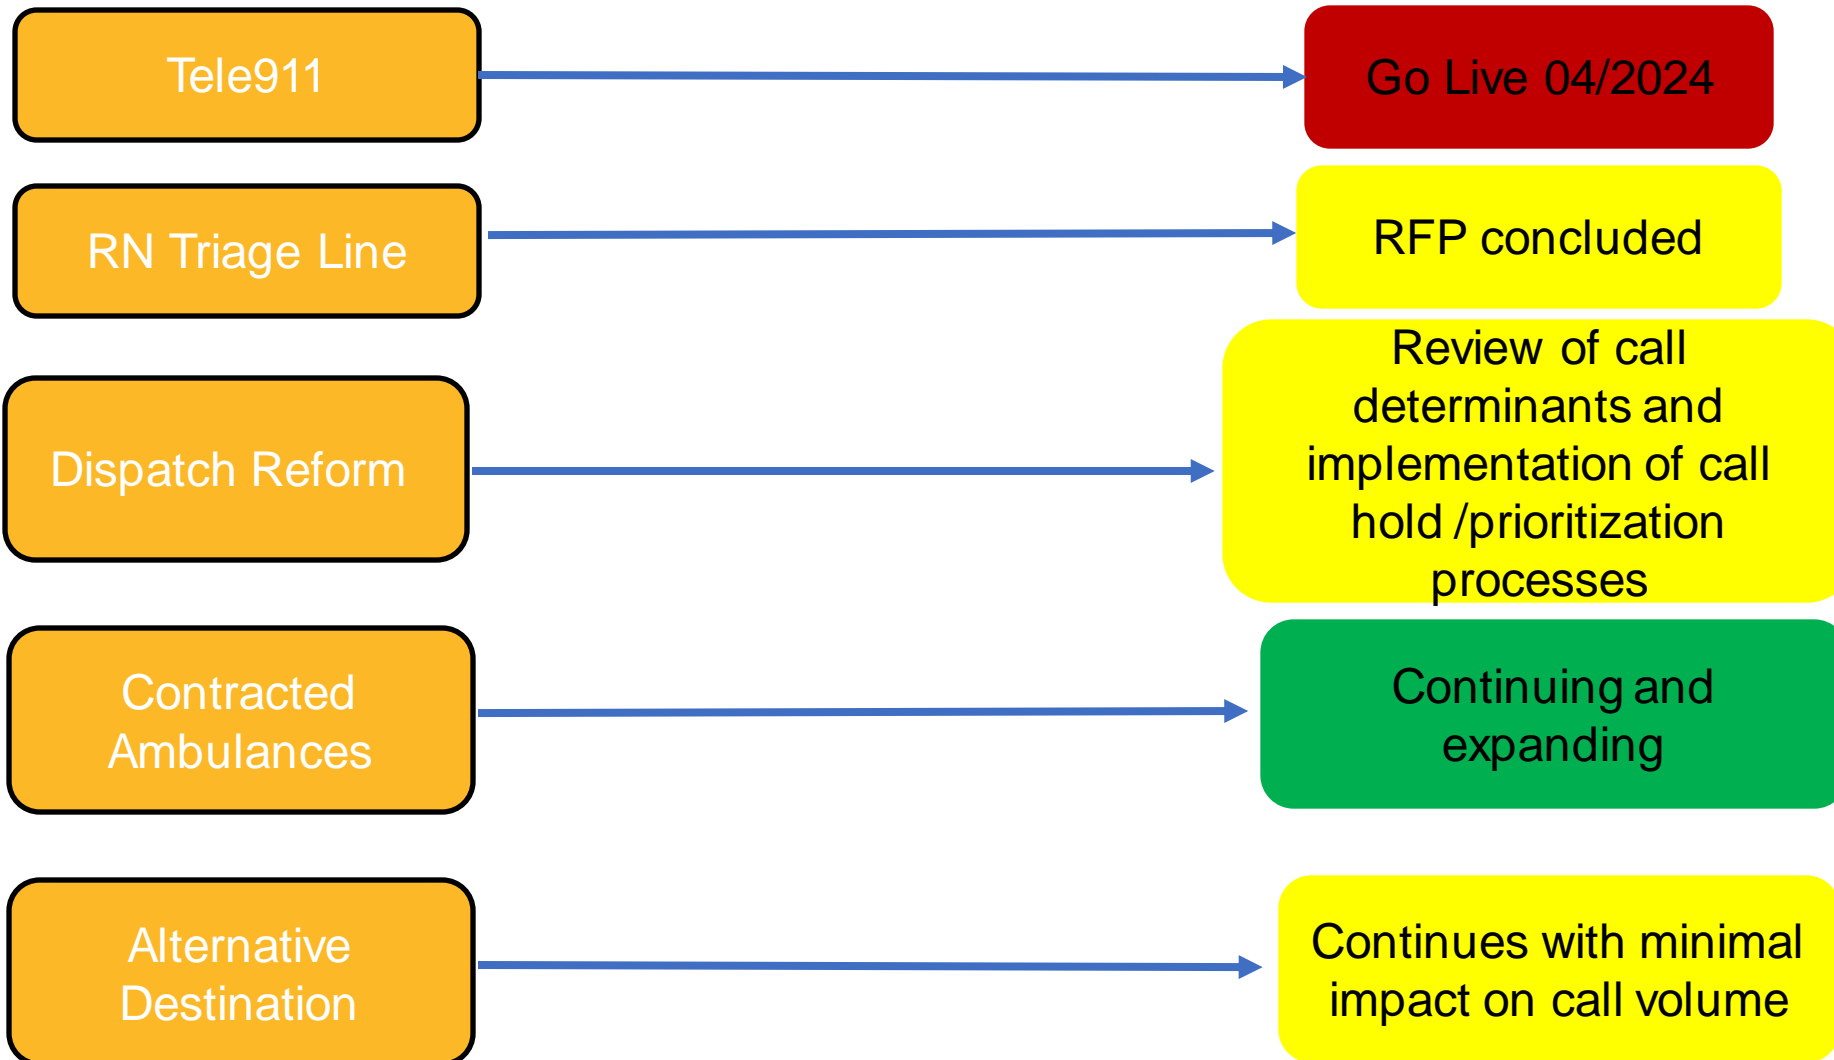 Tele911
Go Live 04/2024
RN Triage Line
RFP concluded
Dispatch Reform
Review of call
determinants and
implementation of call
hold /prioritization
processes
Contracted
Ambulances
Continuing and
expanding
Alternative
Destination
Continues with minimal
impact on call volume